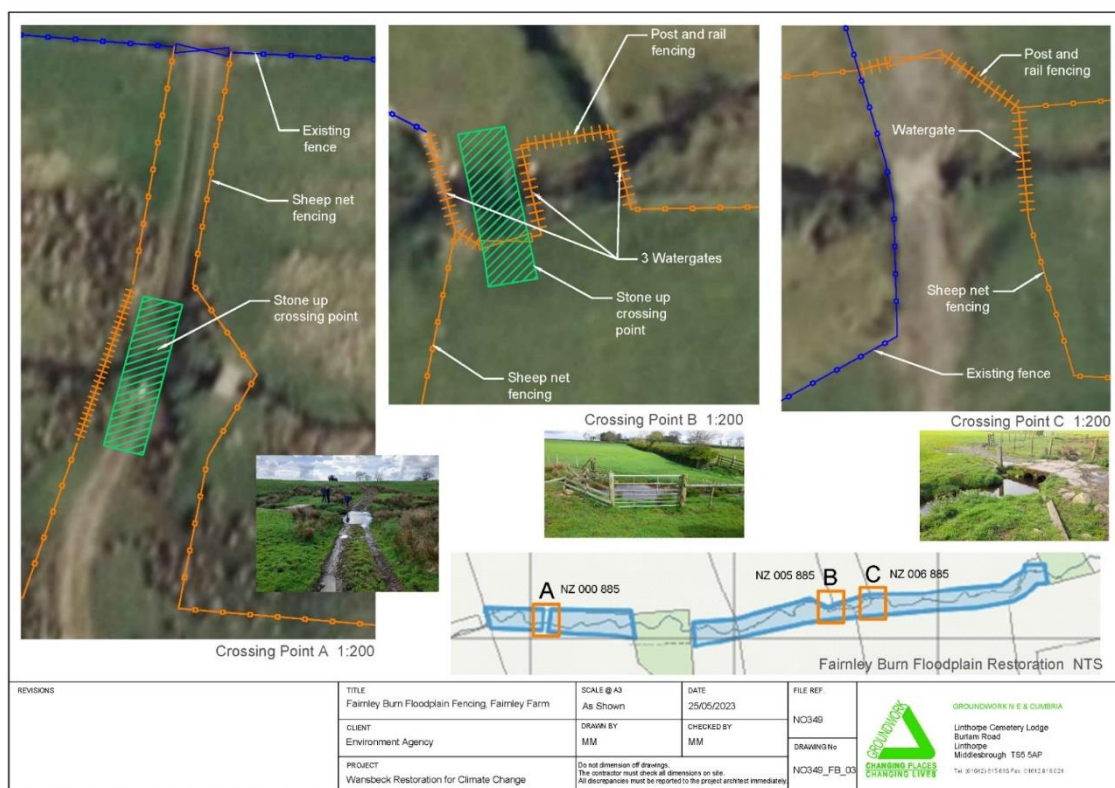 Existing
fence
Sheep net
fencing
Stone up
crossing point
Crossing Point A 1:200
Post and rail
fencing
3 Watergates
Stone up
crossing
point
Sheep net
fencing
Crossing Point B 1:200
Post and
rail fencing
Watergate
Sheep net
fencing
Existing fence
Crossing Point C 1:200
A NZ 000 885
NZ 005 885 B
C NZ 006 885
Fairnley Burn Floodplain Restoration NTS
REVISIONS
TITLE
Fairnley Burn Floodplain Fencing, Fairnley Farm
CLIENT
Environment Agency
PROJECT
Wansbeck Restoration for Climate Change
SCALE @ A3
As Shown
DATE
25/05/2023
DRAWN BY
MM
CHECKED BY
MM
Do not dimension off drawings.
The contractor must check all dimensions on site.
All discrepancies must be reported to the project architect immediately
FILE REF.
NO349
DRAWING No
NO349_FB_03
GROUNDWORK
CHANGING PLACES
CHANGING LIVES
GROUNDWORK N E & CUMBRIA
Linthorpe Cemetery Lodge
Burlam Road
Linthorpe
Middlesbrough TS5 5AP